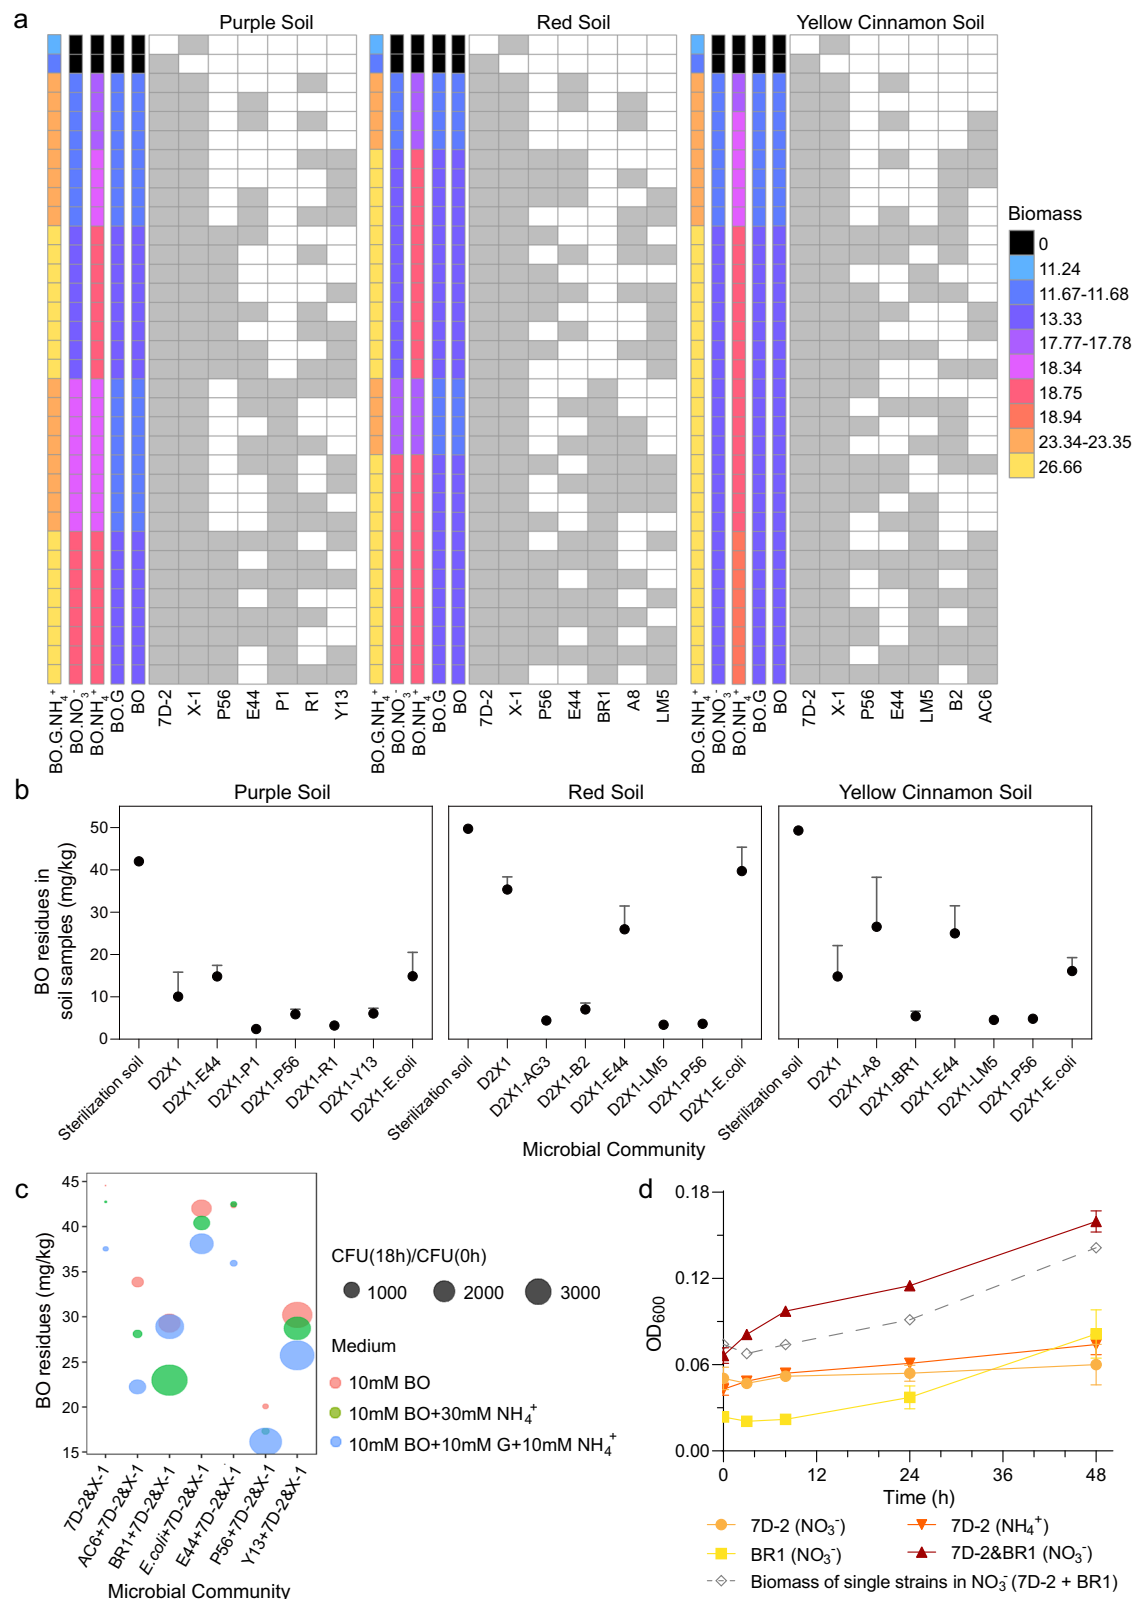 a
Purple Soil
Red Soil
Yellow Cinnamon Soil
Biomass
0
11.24
11.67-11.68
13.33
17.77-17.78
18.34
18.75
18.94
23.34-23.35
26.66
BO.G.NH₄⁺
BO.NO₃⁻
BO.NH₄⁺
BO.G
BO
7D-2
X-1
P56
E44
P1
R1
Y13
BO.G.NH₄⁺
BO.NO₃⁻
BO.NH₄⁺
BO.G
BO
7D-2
X-1
P56
E44
BR1
A8
LM5
BO.G.NH₄⁺
BO.NO₃⁻
BO.NH₄⁺
BO.G
BO
7D-2
X-1
P56
E44
LM5
B2
AC6
b
Purple Soil
Red Soil
Yellow Cinnamon Soil
BO residues in
soil samples (mg/kg)
50
40
30
20
10
0
Sterilization soil
D2X1
D2X1-E44
D2X1-P1
D2X1-P56
D2X1-R1
D2X1-Y13
D2X1-E.coli
Sterilization soil
D2X1
D2X1-AG3
D2X1-B2
D2X1-E44
D2X1-LM5
D2X1-P56
D2X1-E.coli
Sterilization soil
D2X1
D2X1-A8
D2X1-BR1
D2X1-E44
D2X1-LM5
D2X1-P56
D2X1-E.coli
Microbial Community
c
BO residues (mg/kg)
45
40
35
30
25
20
15
7D-2&X-1
AC6+7D-2&X-1
BR1+7D-2&X-1
E.coli+7D-2&X-1
E44+7D-2&X-1
P56+7D-2&X-1
Y13+7D-2&X-1
Microbial Community
CFU(18h)/CFU(0h)
1000
2000
3000
Medium
10mM BO
10mM BO+30mM NH₄⁺
10mM BO+10mM G+10mM NH₄⁺
d
OD₆₀₀
0.18
0.12
0.06
0.00
0
12
24
36
48
Time (h)
7D-2 (NO₃⁻)
7D-2 (NH₄⁺)
BR1 (NO₃⁻)
7D-2&BR1 (NO₃⁻)
Biomass of single strains in NO₃⁻(7D-2 + BR1)